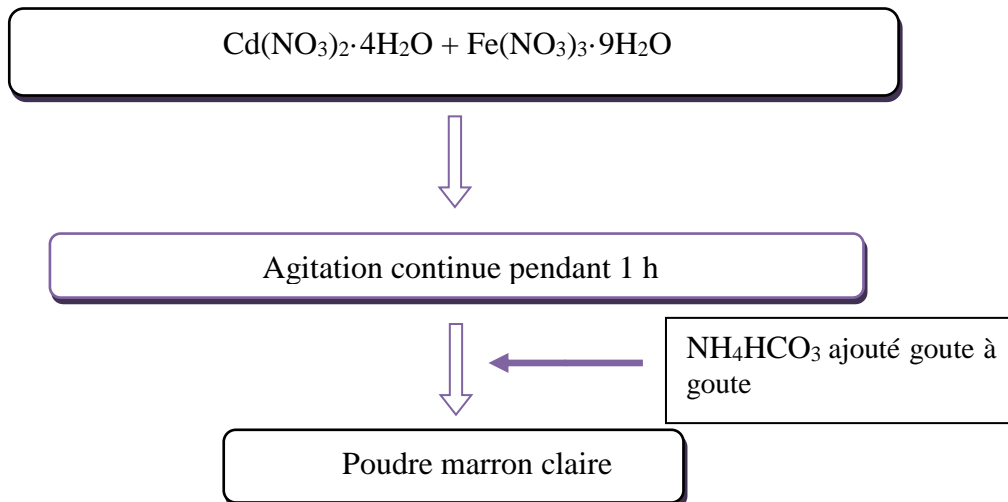 Cd(NO₃)₂·4H₂O + Fe(NO₃)₃·9H₂O
Agitation continue pendant 1 h
NH₄HCO₃ ajouté goute à
goute
Poudre marron claire